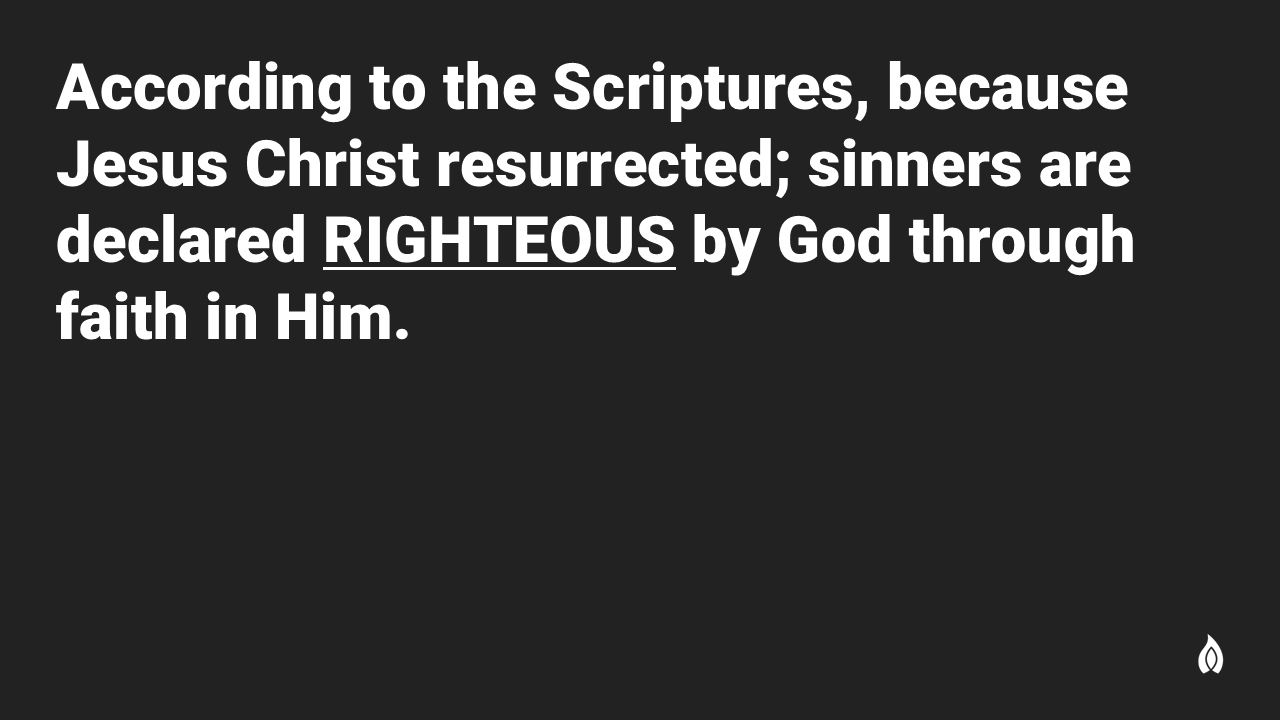 According to the Scriptures, because
Jesus Christ resurrected; sinners are
declared RIGHTEOUS by God through
faith in Him.